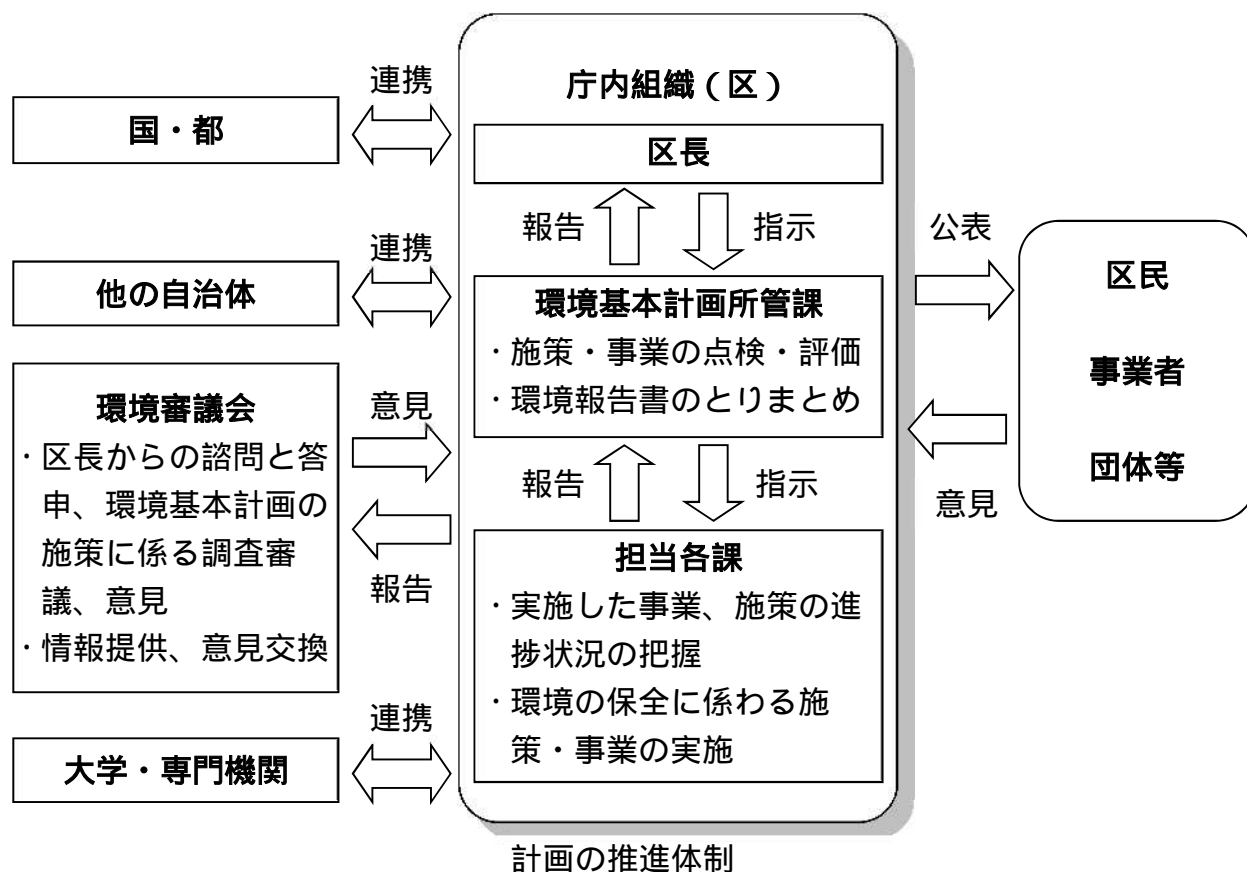 連携
国・都
連携
他の自治体
環境審議会
・区長からの諮問と答
申、環境基本計画の
施策に係る調査審
議、意見
・情報提供、意見交換
意見
報告
連携
大学・専門機関
庁内組織（区）
区長
報告
指示
環境基本計画所管課
・施策・事業の点検・評価
・環境報告書のとりまとめ
報告
指示
担当各課
・実施した事業、施策の進
捗状況の把握
・環境の保全に係わる施
策・事業の実施
公表
意見
区民
事業者
団体等
計画の推進体制